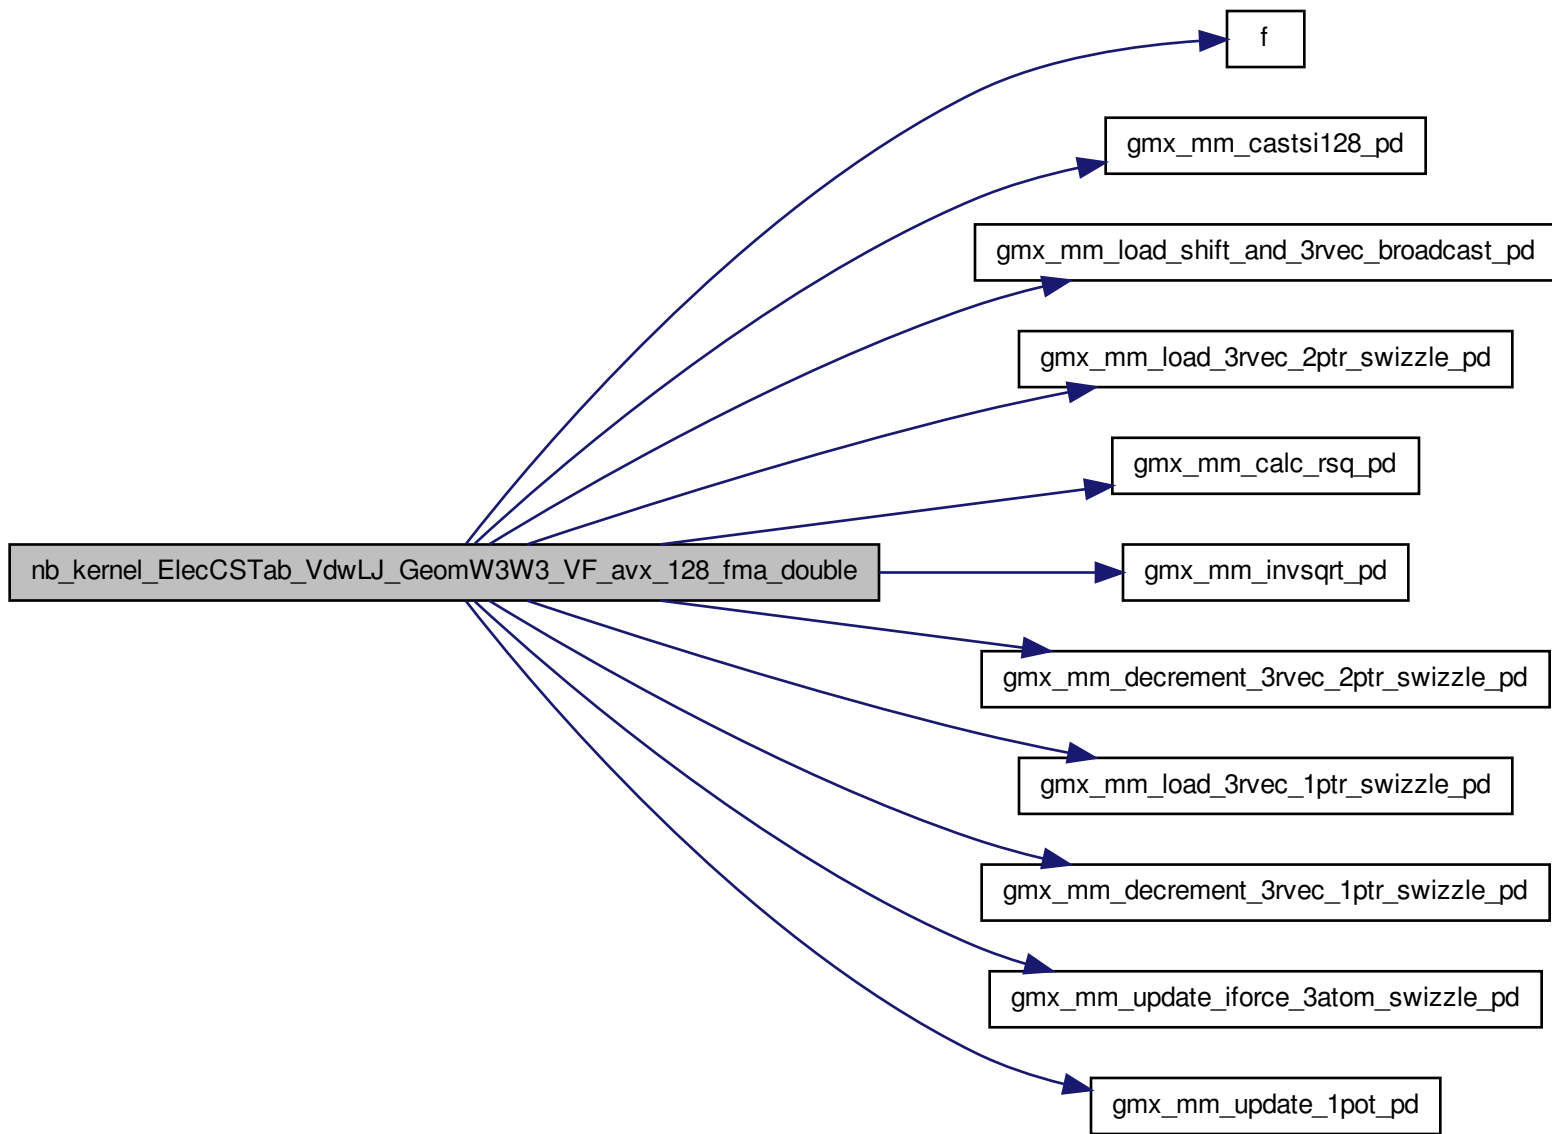 f
gmx_mm_castsi128_pd
gmx_mm_load_shift_and_3rvec_broadcast_pd
gmx_mm_load_3rvec_2ptr_swizzle_pd
gmx_mm_calc_rsq_pd
nb_kernel_ElecCSTab_VdwLJ_GeomW3W3_VF_avx_128_fma_double
gmx_mm_invsqrt_pd
gmx_mm_decrement_3rvec_2ptr_swizzle_pd
gmx_mm_load_3rvec_1ptr_swizzle_pd
gmx_mm_decrement_3rvec_1ptr_swizzle_pd
gmx_mm_update_iforce_3atom_swizzle_pd
gmx_mm_update_1pot_pd